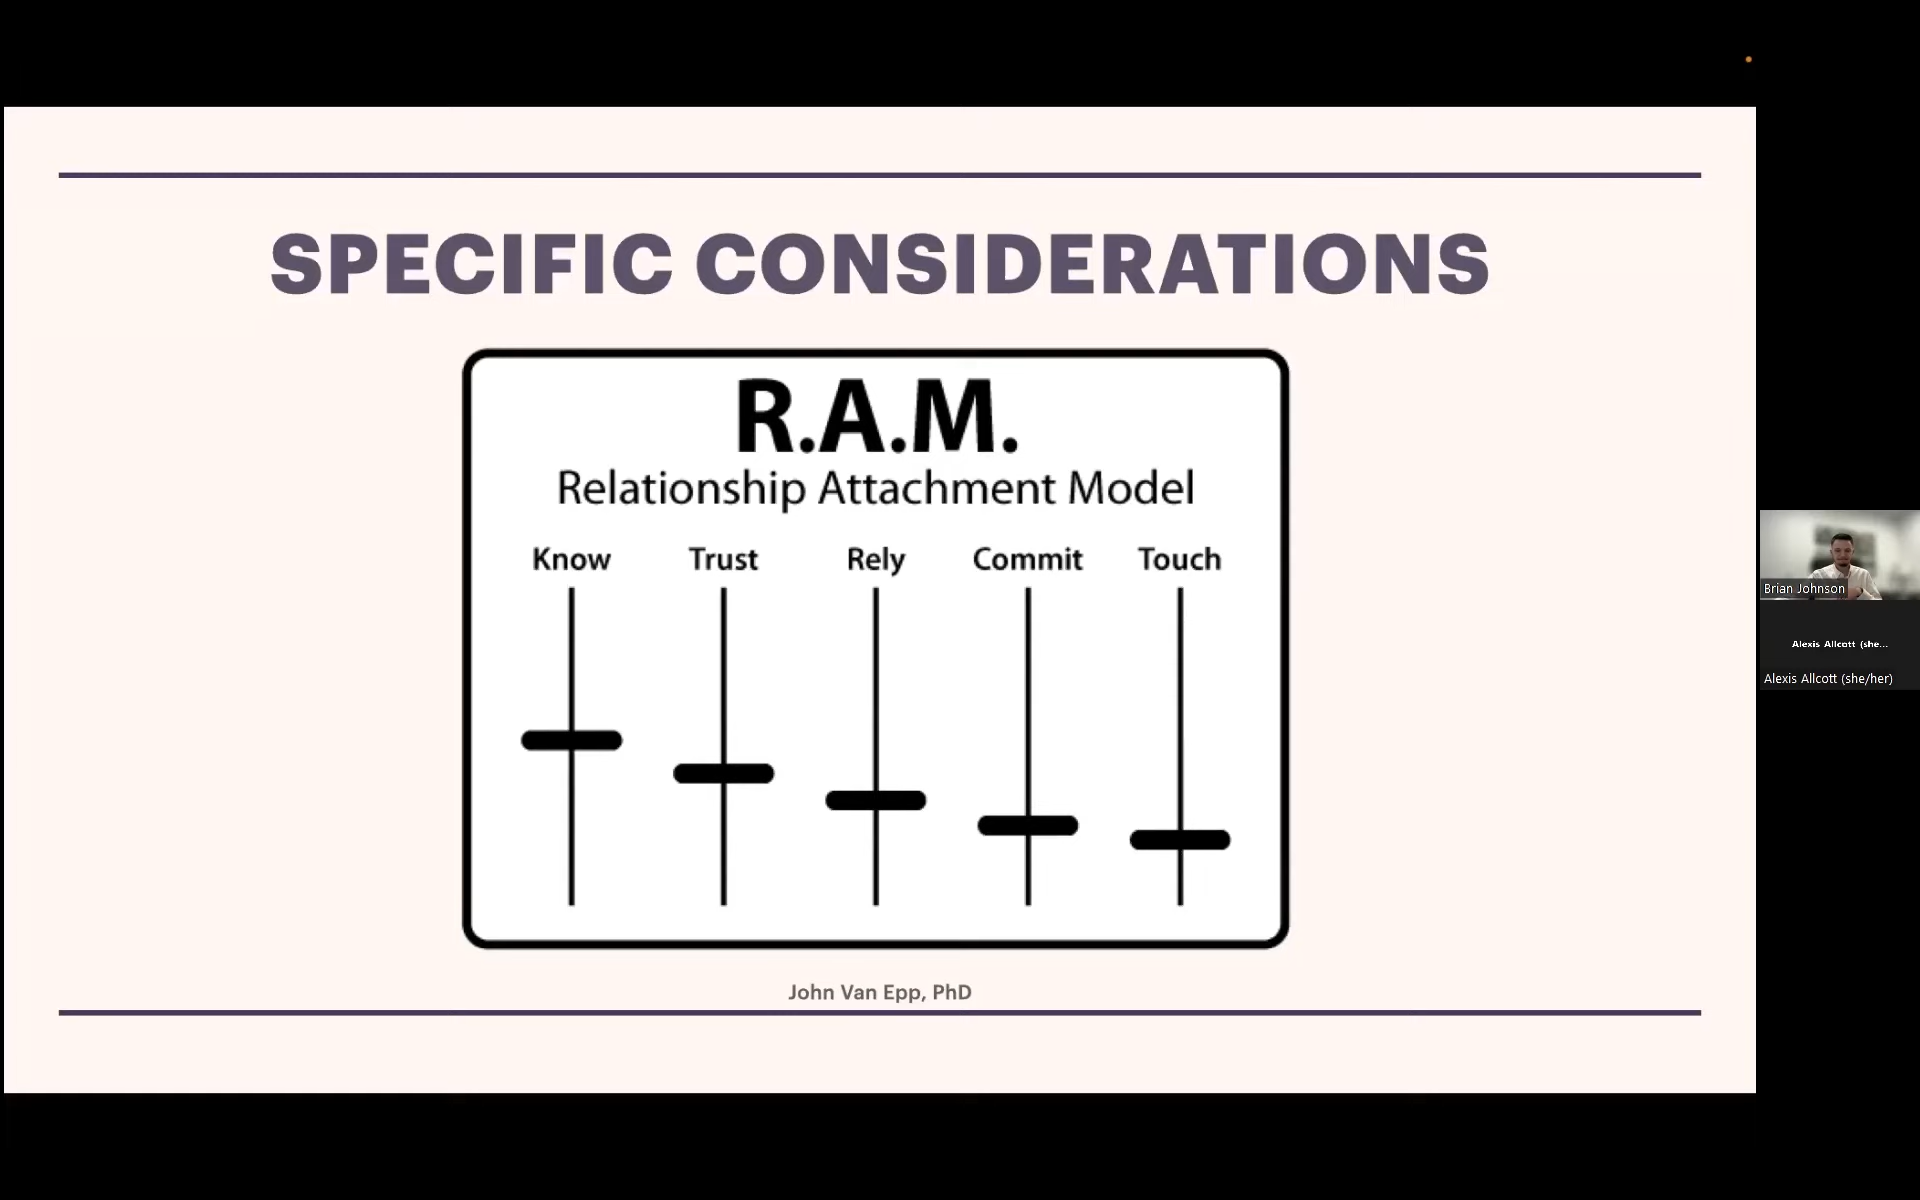 SPECIFIC CONSIDERATIONS
R.A.M.
Relationship Attachment Model
Know Trust Rely Commit Touch
John Van Epp, PhD
Brian Johnson
Alexis Allcott (she...
Alexis Allcott (she/her)